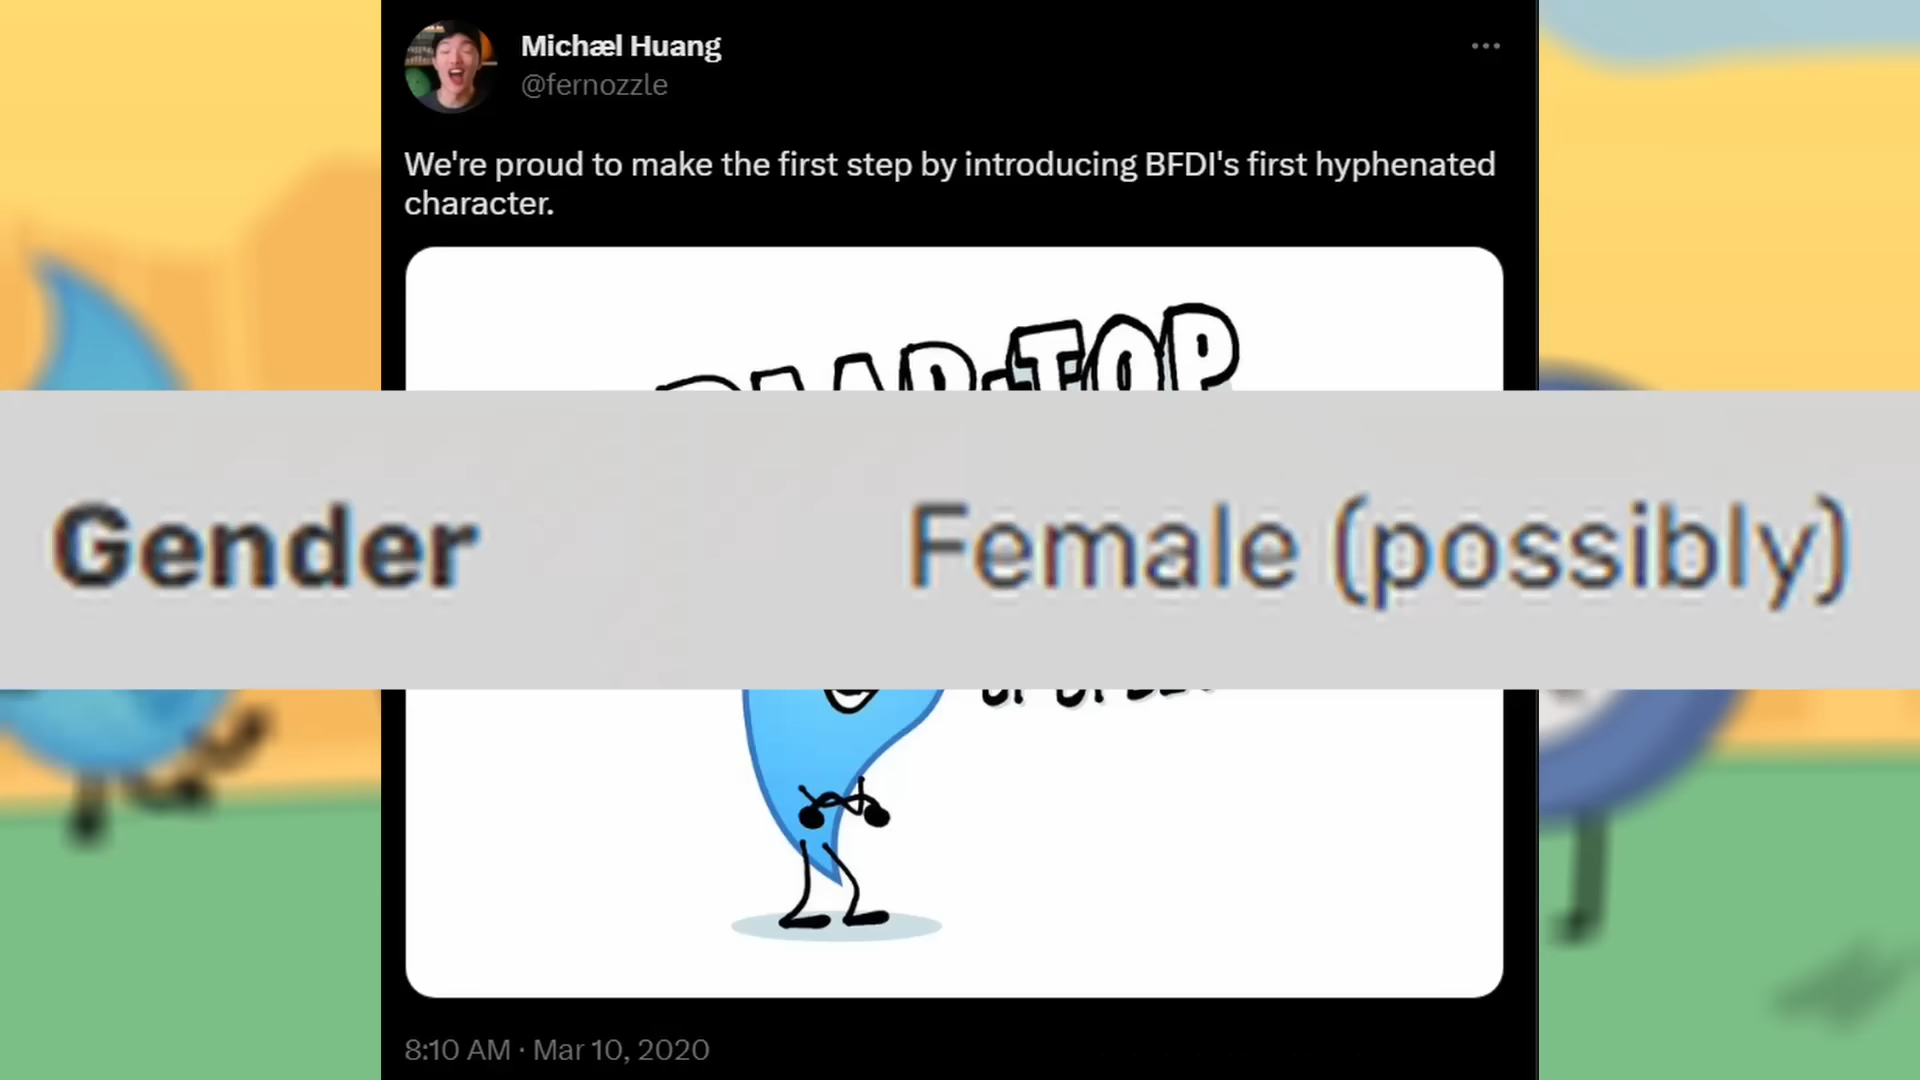 Michæl Huang
@fernozzle
We're proud to make the first step by introducing BFDI's first hyphenated
character.
Gender Female (possibly)
8:10 AM · Mar 10, 2020